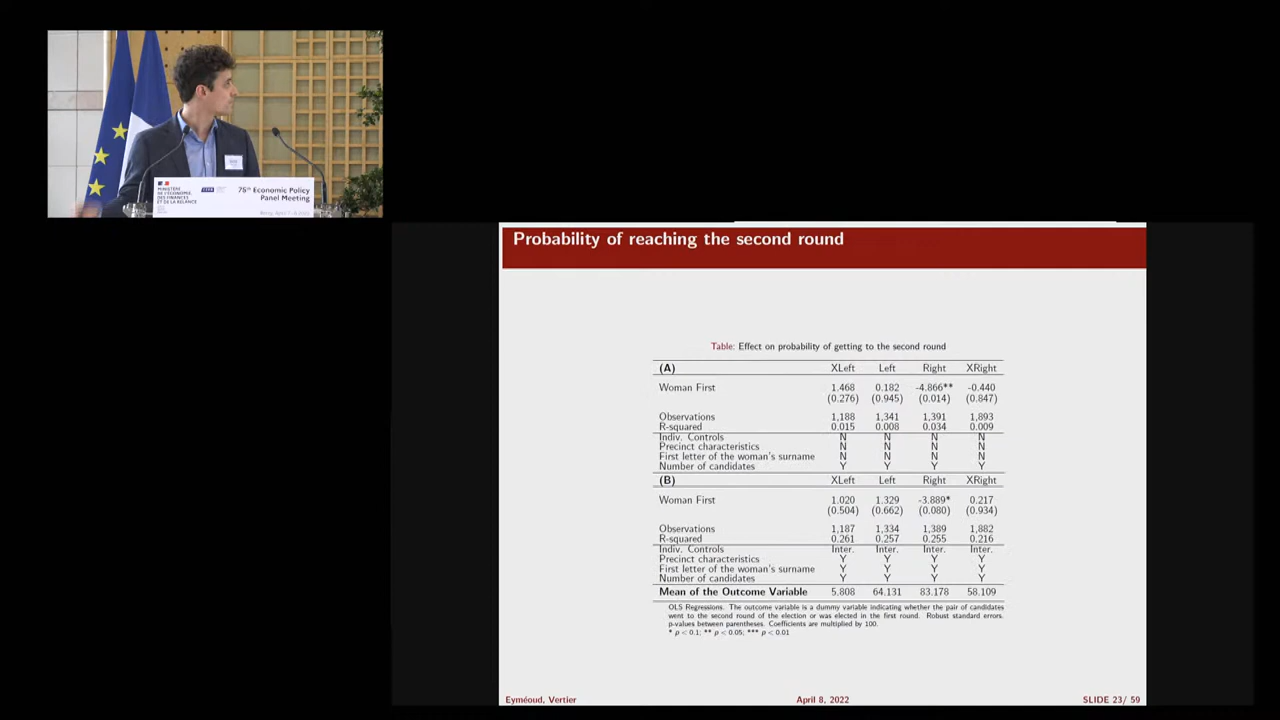 MINISTÈRE
DE L'ÉCONOMIE
DES FINANCES
ET DE LA RELANCE
75th Economic Policy
Panel Meeting
Probability of reaching the second round
Table: Effect on probability of getting to the second round
(A) XLeft Left Right XRight
Woman First 1.468 0.182 -4.866** -0.440
(0.276) (0.945) (0.014) (0.847)
Observations 1,188 1,341 1,391 1,893
R-squared 0.015 0.008 0.034 0.009
Indiv. Controls N N N N
Precinct characteristics N N N N
First letter of the woman's surname N N N N
Number of candidates Y Y Y Y
(B) XLeft Left Right XRight
Woman First 1.020 1.329 -3.889* 0.217
(0.504) (0.662) (0.080) (0.934)
Observations 1,187 1,334 1,389 1,882
R-squared 0.261 0.257 0.255 0.216
Indiv. Controls Inter. Inter. Inter. Inter.
Precinct characteristics Y Y Y Y
First letter of the woman's surname Y Y Y Y
Number of candidates Y Y Y Y
Mean of the Outcome Variable 5.808 64.131 83.178 58.109
OLS Regressions. The outcome variable is a dummy variable indicating whether the pair of candidates
went to the second round of the election or was elected in the first round. Robust standard errors.
p-values between parentheses. Coefficients are multiplied by 100.
* p < 0.1; ** p < 0.05; *** p < 0.01
Eyméoud, Vertier April 8, 2022 SLIDE 23/ 59